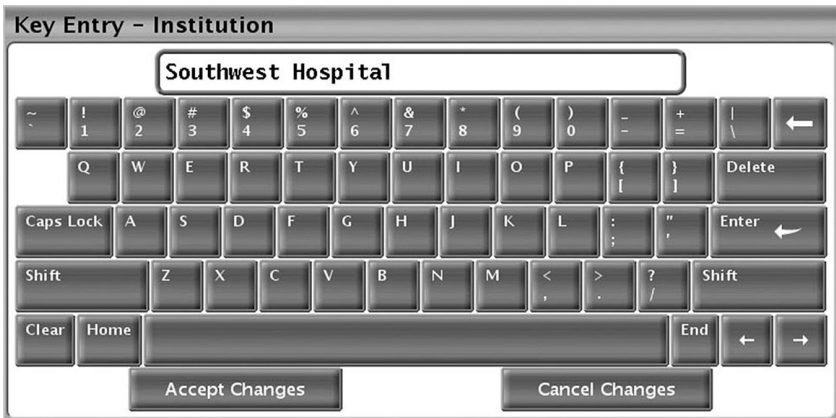 Key Entry – Institution
Southwest Hospital
~ ! @ # $ % ^ & * ( ) _ + |
` 1 2 3 4 5 6 7 8 9 0 - = \ ←
Q W E R T Y U I O P { } Delete
[ ]
Caps Lock A S D F G H J K L : " Enter
; '
Shift Z X C V B N M < > ? Shift
, . /
Clear Home End ← →
Accept Changes Cancel Changes